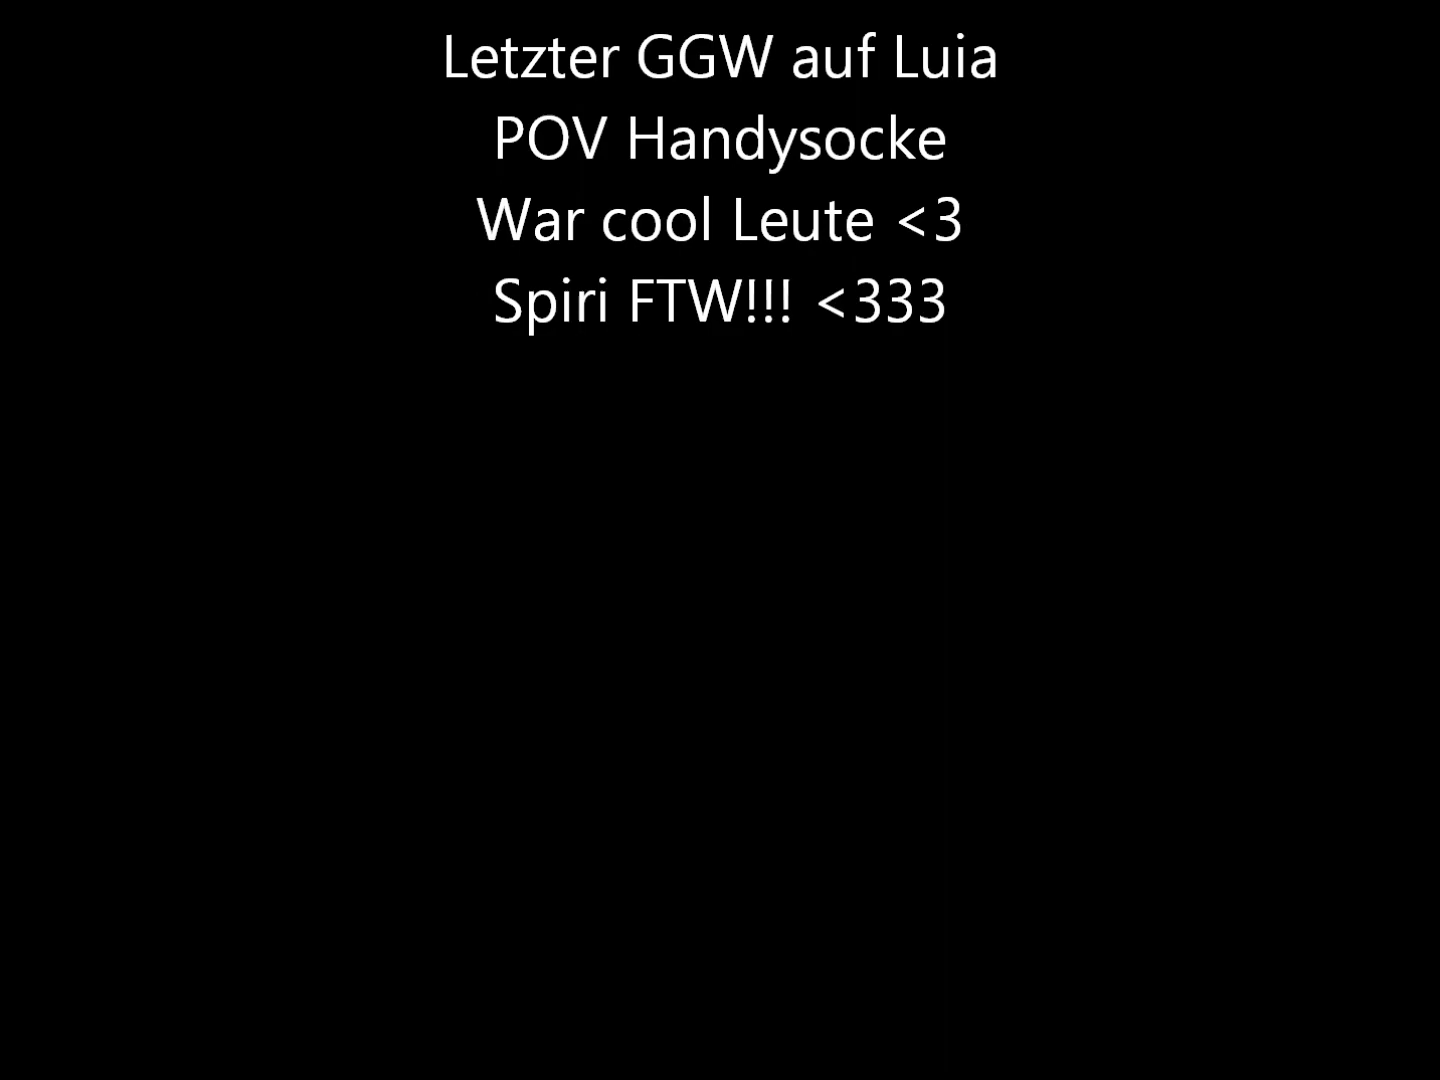 Letzter GGW auf Luia
POV Handysocke
War cool Leute <3
Spiri FTW!!! <333